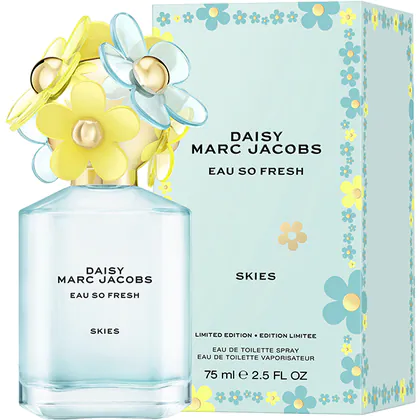 DAISY
MARC JACOBS
EAU SO FRESH
SKIES
DAISY
MARC JACOBS
EAU SO FRESH
SKIES
LIMITED EDITION • EDITION LIMITEE
EAU DE TOILETTE SPRAY
EAU DE TOILETTE VAPORISATEUR
75 ml ℮ 2.5 FL OZ